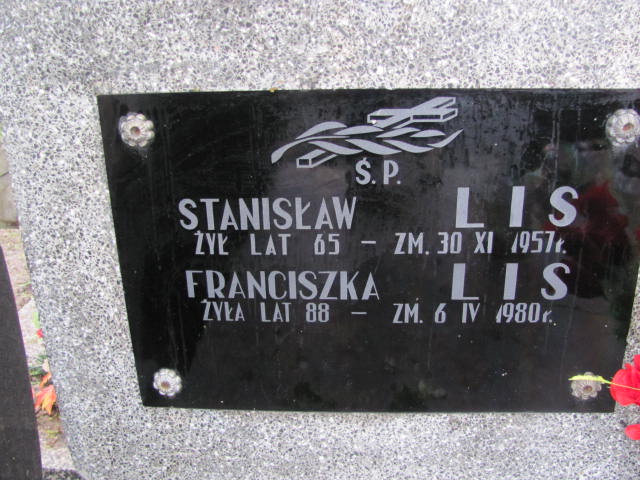 Ś.P.
STANISŁAW LIS
ŻYŁ LAT 65 – ZM. 30 XI 1957r.
FRANCISZKA LIS
ŻYŁA LAT 88 – ZM. 6 IV 1980r.